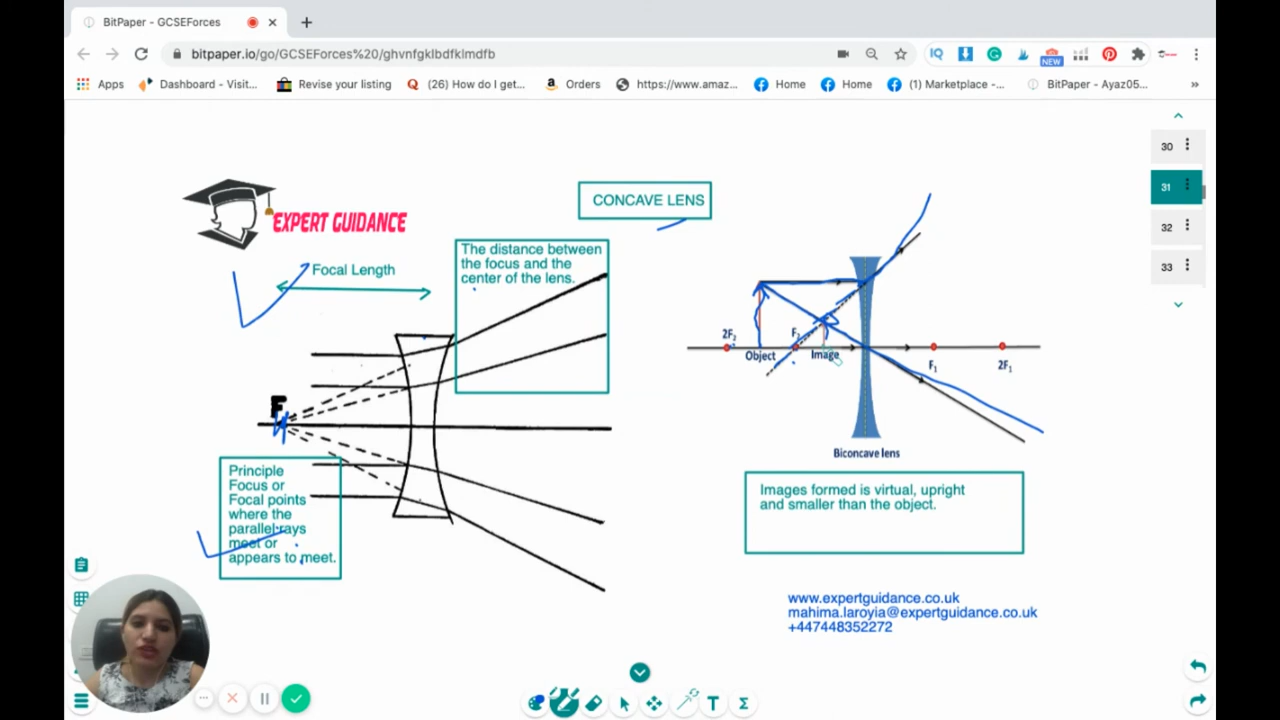 BitPaper - GCSEForces
bitpaper.io/go/GCSEForces%20/ghvnfgklbdfklmdfb
NEW
Apps
Dashboard - Visit...
Revise your listing
(26) How do I get...
Orders
https://www.amaz...
Home
Home
(1) Marketplace -...
BitPaper - Ayaz05...
»
30
31
32
33
EXPERT GUIDANCE
CONCAVE LENS
Focal Length
The distance between
the focus and the
center of the lens.
F
Principle
Focus or
Focal points
where the
parallel rays
meet or
appears to meet.
2F₂
Object
F₂
Image
F₁
2F₁
Biconcave lens
Images formed is virtual, upright
and smaller than the object.
www.expertguidance.co.uk
mahima.laroyia@expertguidance.co.uk
+447448352272